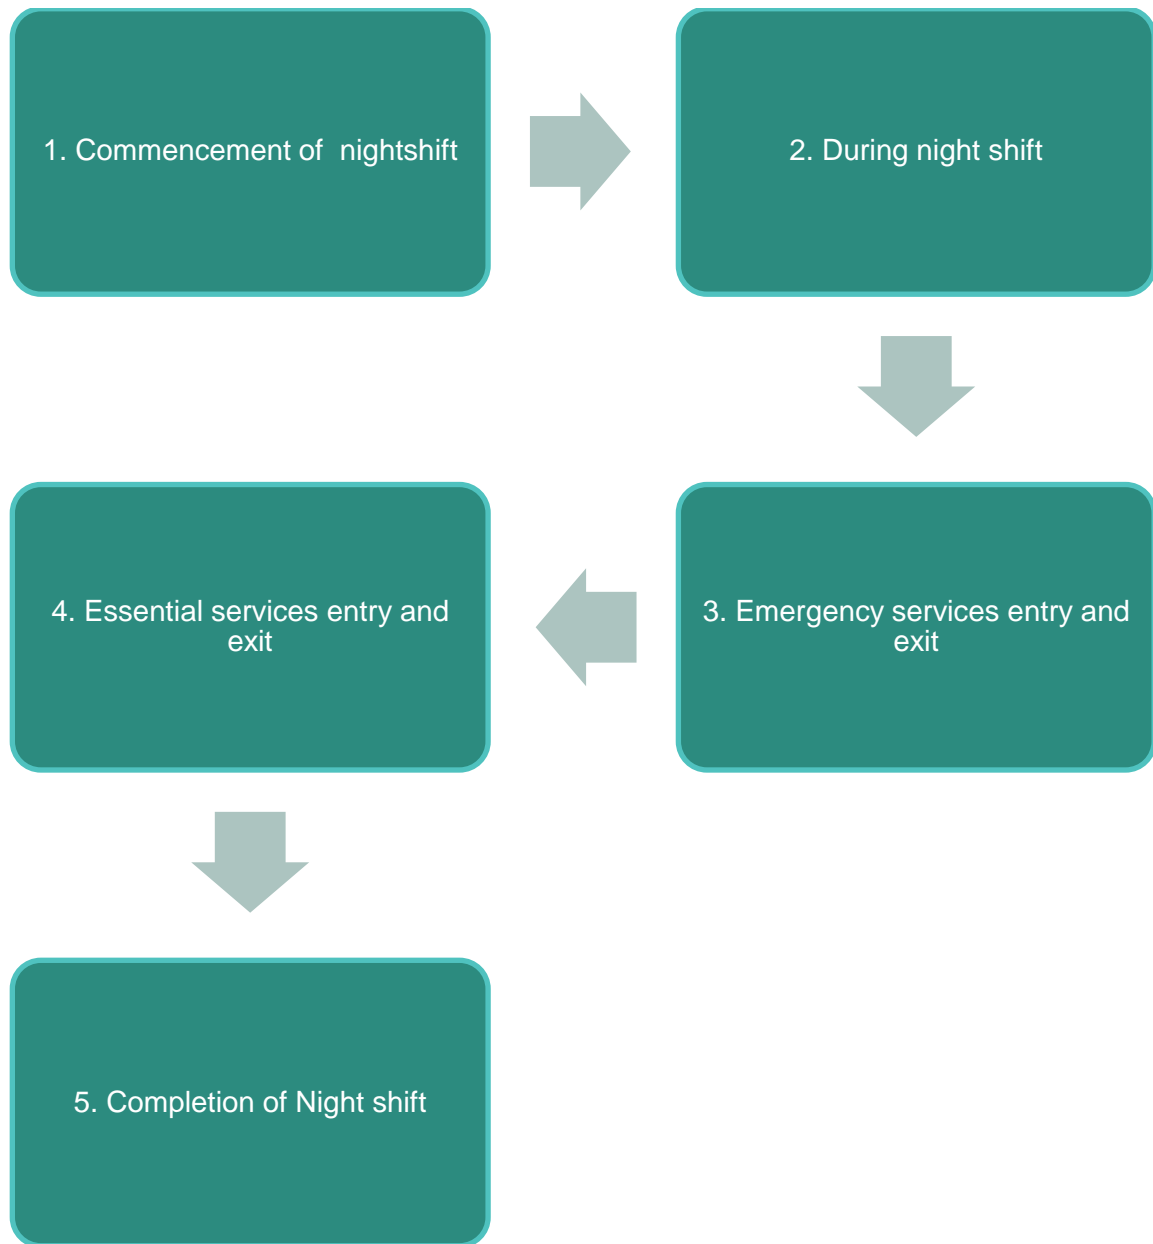 1. Commencement of  nightshift
2. During night shift
3. Emergency services entry and
exit
4. Essential services entry and
exit
5. Completion of Night shift